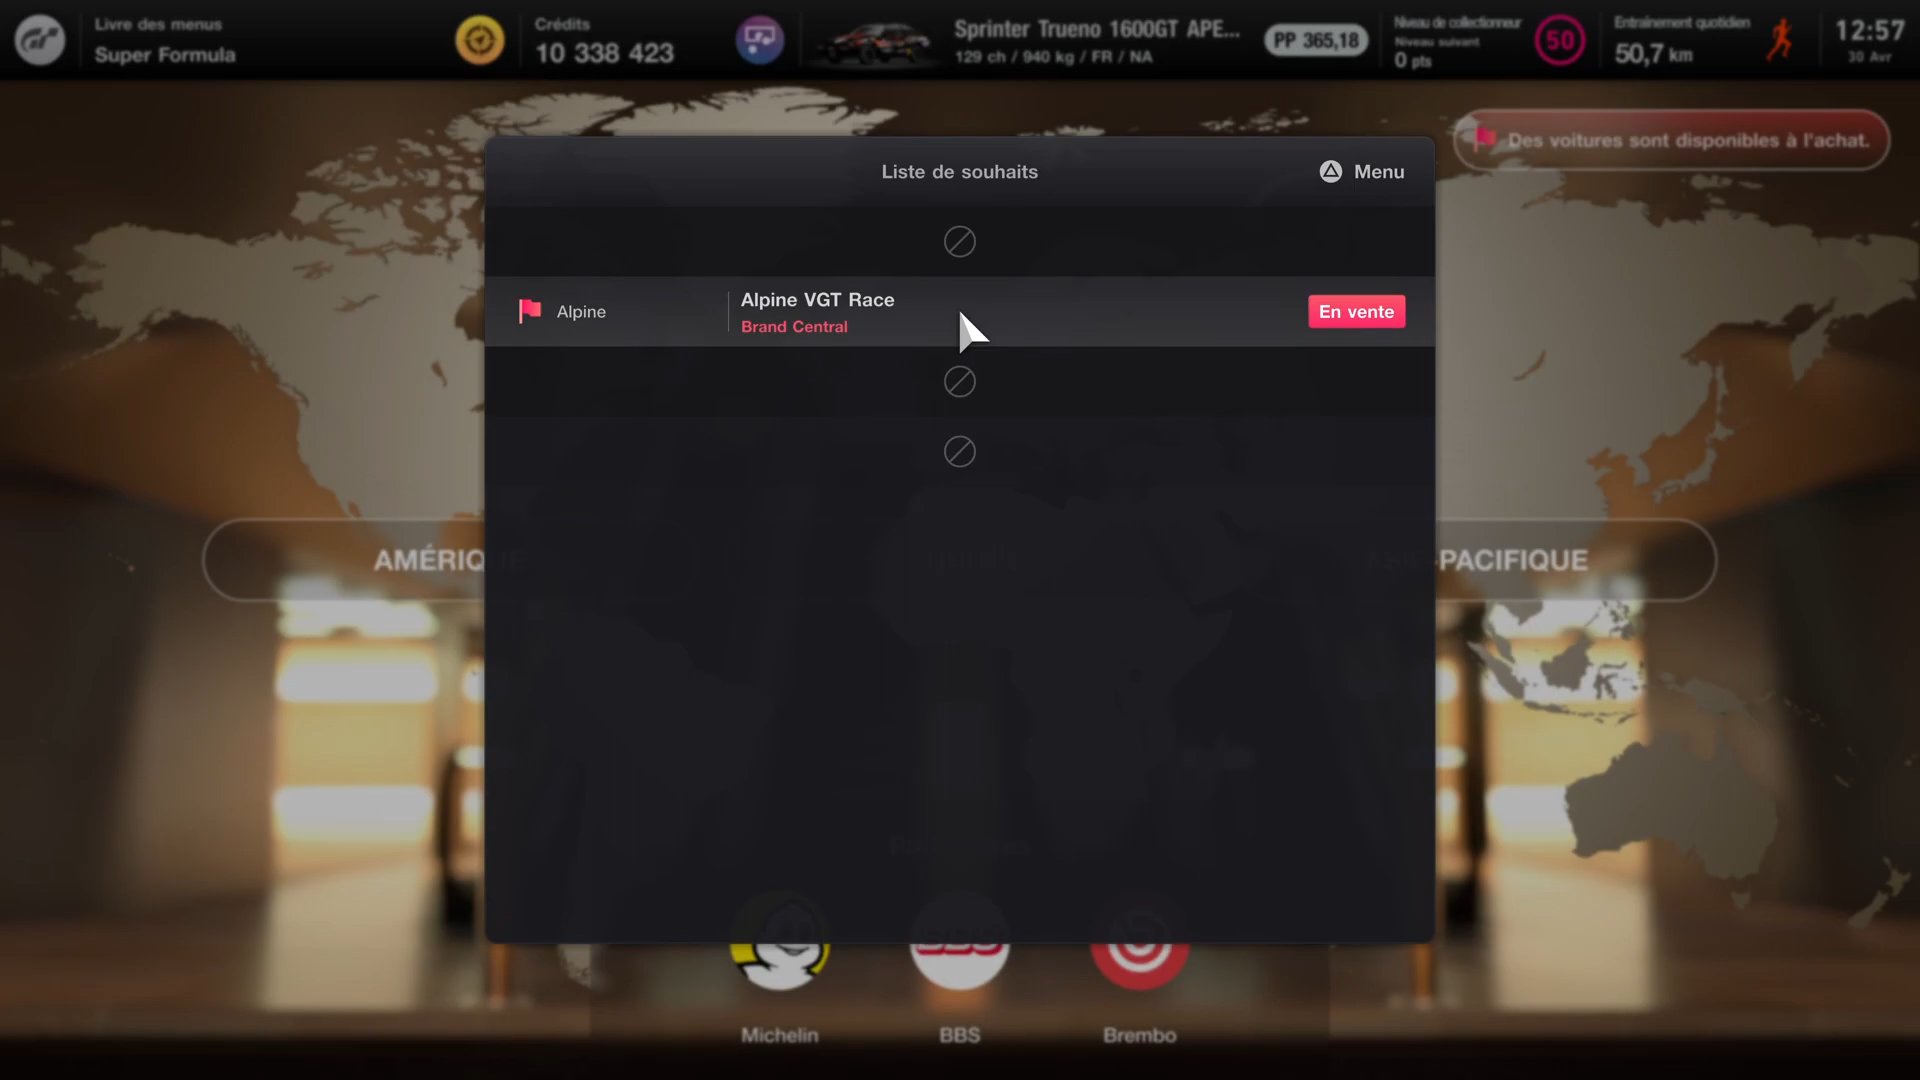 Livre des menus
Super Formula
Crédits
10 338 423
Sprinter Trueno 1600GT APE...
129 ch / 940 kg / FR / NA
PP 365,18
Niveau de collectionneur
Niveau suivant
0 pts
50
Entraînement quotidien
50,7 km
12:57
30 Avr
Des voitures sont disponibles à l'achat.
Liste de souhaits
Menu
Alpine
Alpine VGT Race
Brand Central
En vente
AMÉRIQUE
ASIE-PACIFIQUE
BBS
Michelin
BBS
Brembo